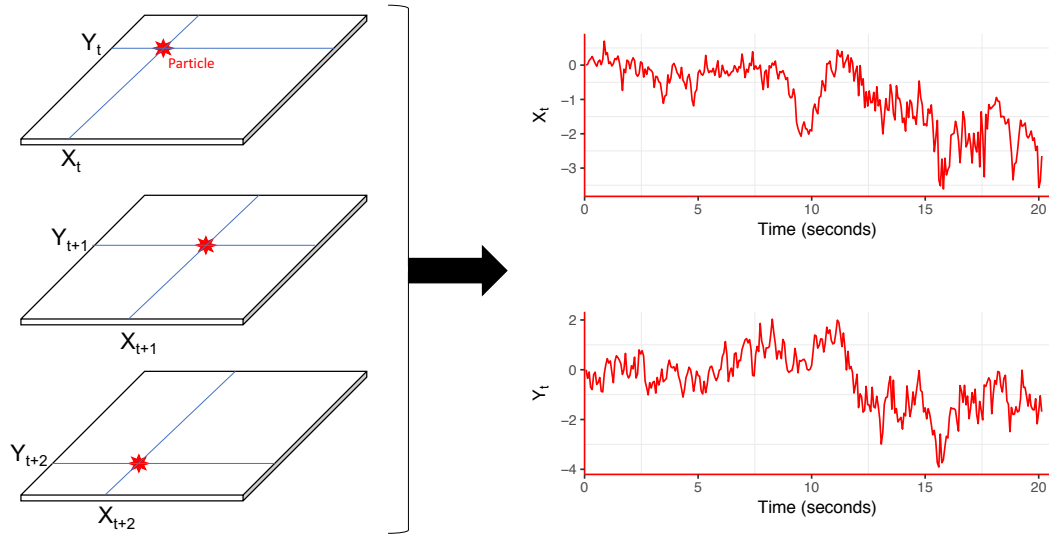 Y_t
Particle
X_t
Y_{t+1}
X_{t+1}
Y_{t+2}
X_{t+2}
X_t
0
-1
-2
-3
0 5 10 15 20
Time (seconds)
Y_t
2
0
-2
-4
0 5 10 15 20
Time (seconds)